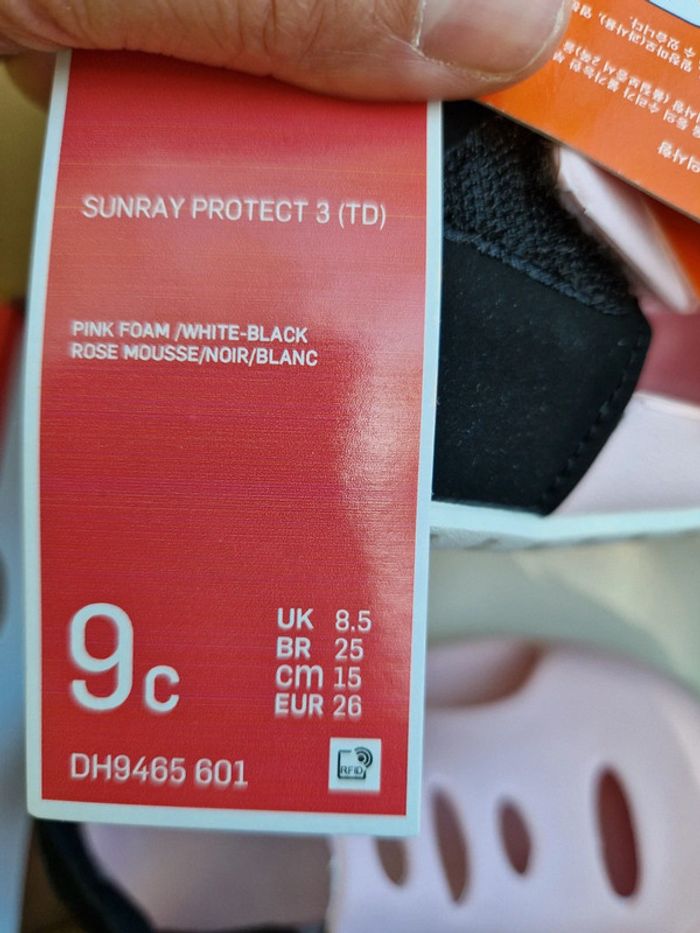 SUNRAY PROTECT 3 (TD)
PINK FOAM /WHITE-BLACK
ROSE MOUSSE/NOIR/BLANC
9c
UK 8.5
BR 25
cm 15
EUR 26
DH9465 601
RFID